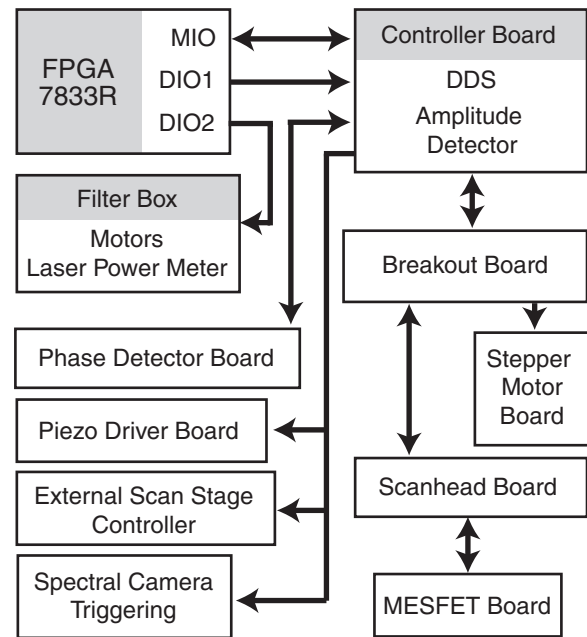 FPGA
7833R
MIO
DIO1
DIO2
Controller Board
DDS
Amplitude
Detector
Filter Box
Motors
Laser Power Meter
Breakout Board
Phase Detector Board
Stepper
Motor
Board
Piezo Driver Board
External Scan Stage
Controller
Scanhead Board
Spectral Camera
Triggering
MESFET Board